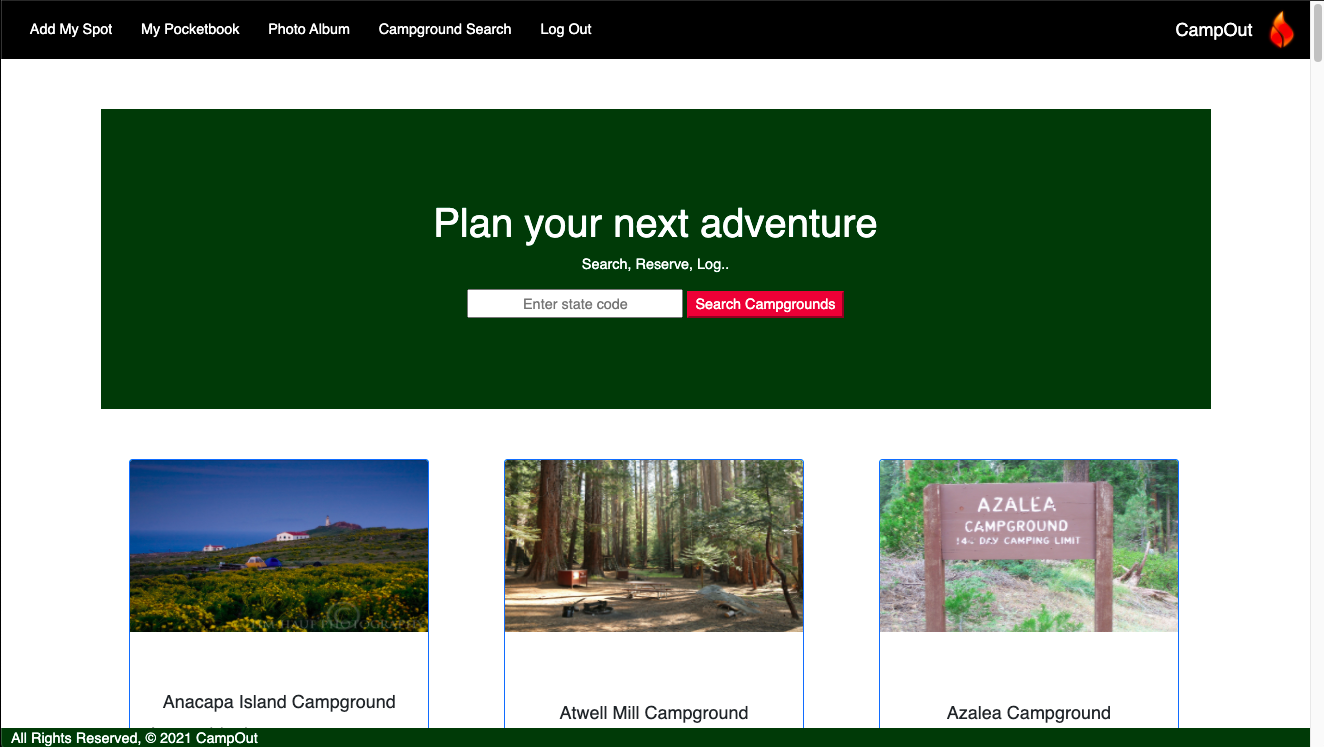 Add My Spot My Pocketbook Photo Album Campground Search Log Out CampOut
Plan your next adventure
Search, Reserve, Log..
Enter state code Search Campgrounds
AZALEA
CAMPGROUND
14- DAY CAMPING LIMIT
PHOTOGRAPHY
Anacapa Island Campground
Atwell Mill Campground
Azalea Campground
All Rights Reserved, © 2021 CampOut